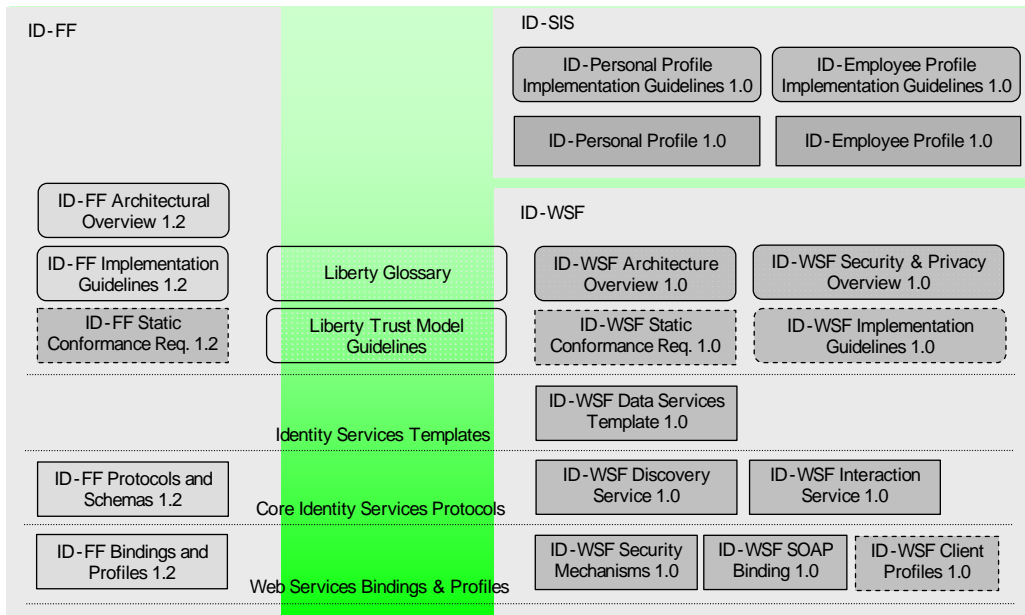 ID-FF
ID-SIS
ID-Personal Profile
Implementation Guidelines 1.0
ID-Employee Profile
Implementation Guidelines 1.0
ID-Personal Profile 1.0
ID-Employee Profile 1.0
ID-FF Architectural
Overview 1.2
ID-WSF
ID-FF Implementation
Guidelines 1.2
Liberty Glossary
ID-WSF Architecture
Overview 1.0
ID-WSF Security & Privacy
Overview 1.0
ID-FF Static
Conformance Req. 1.2
Liberty Trust Model
Guidelines
ID-WSF Static
Conformance Req. 1.0
ID-WSF Implementation
Guidelines 1.0
ID-WSF Data Services
Template 1.0
Identity Services Templates
ID-FF Protocols and
Schemas 1.2
ID-WSF Discovery
Service 1.0
ID-WSF Interaction
Service 1.0
Core Identity Services Protocols
ID-FF Bindings and
Profiles 1.2
ID-WSF Security
Mechanisms 1.0
ID-WSF SOAP
Binding 1.0
ID-WSF Client
Profiles 1.0
Web Services Bindings & Profiles